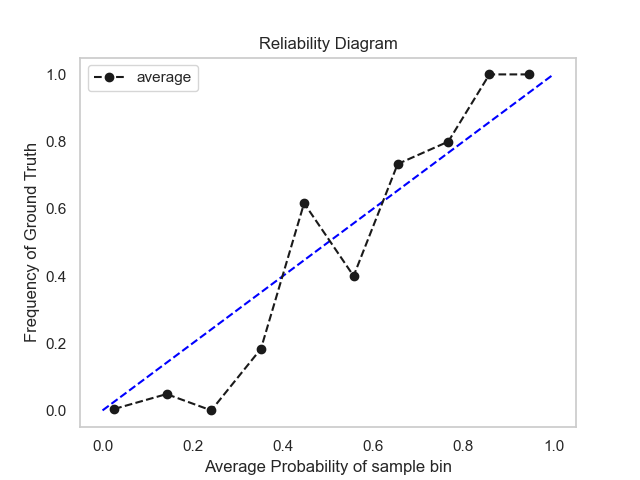 Reliability Diagram
average
Frequency of Ground Truth
1.0
0.8
0.6
0.4
0.2
0.0
0.0 0.2 0.4 0.6 0.8 1.0
Average Probability of sample bin